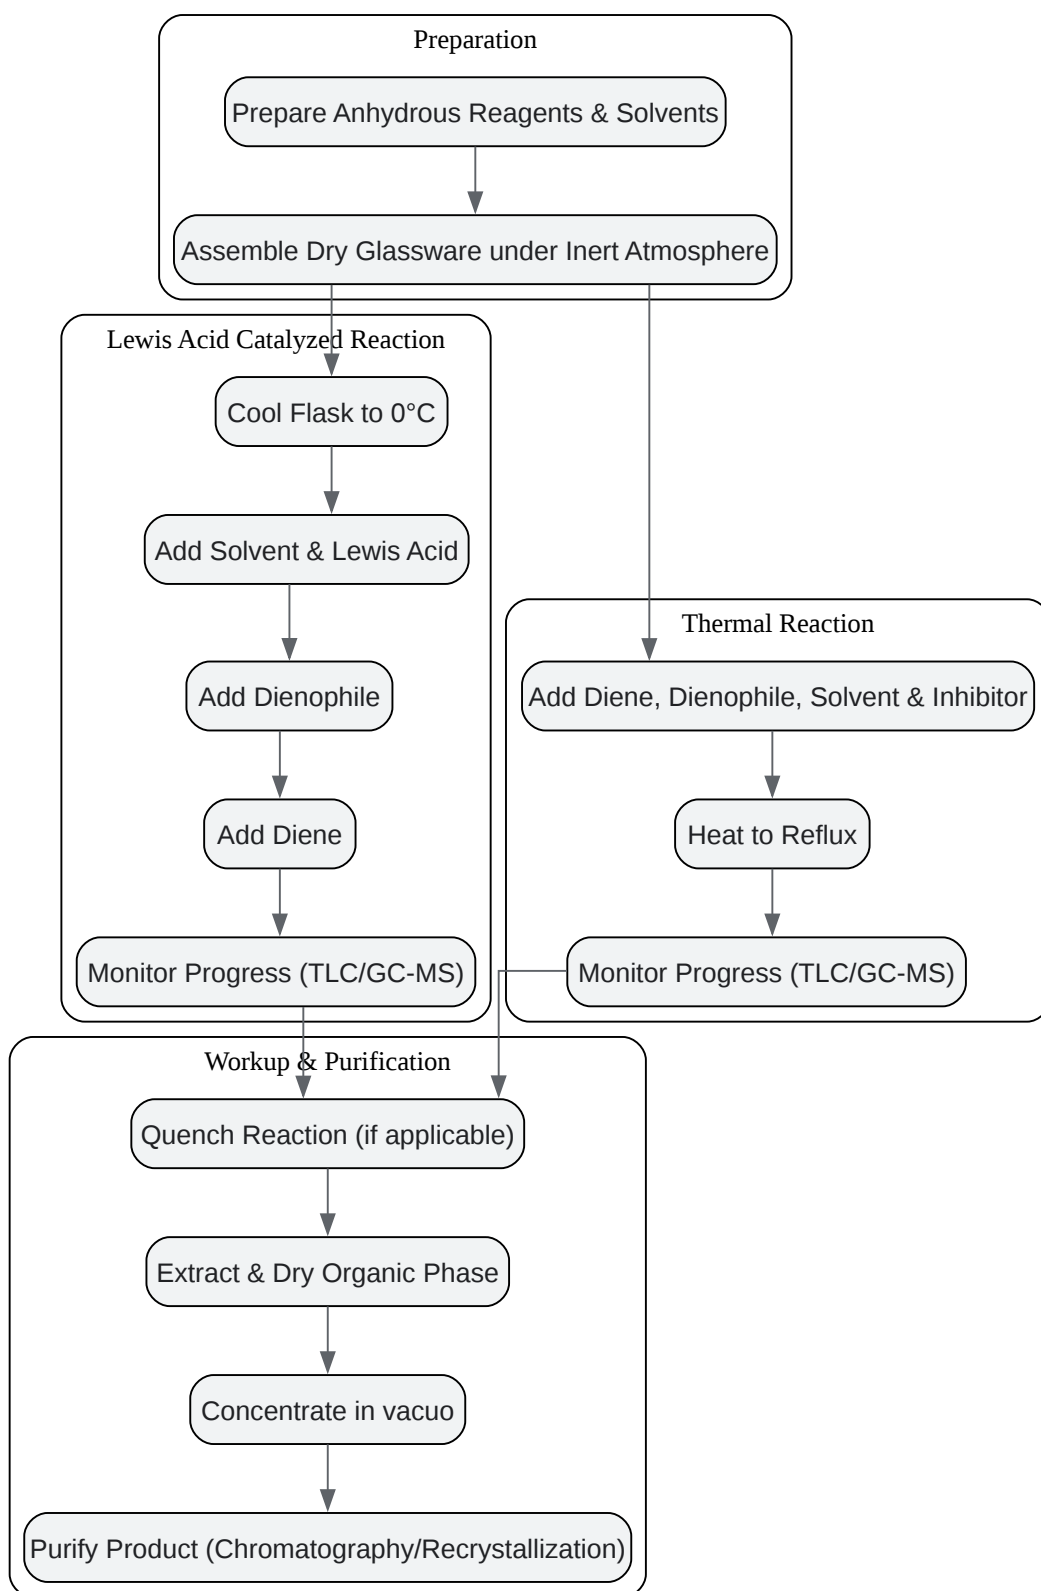 Preparation
Prepare Anhydrous Reagents & Solvents
Assemble Dry Glassware under Inert Atmosphere
Lewis Acid Catalyzed Reaction
Cool Flask to 0°C
Add Solvent & Lewis Acid
Add Dienophile
Add Diene
Monitor Progress (TLC/GC-MS)
Thermal Reaction
Add Diene, Dienophile, Solvent & Inhibitor
Heat to Reflux
Monitor Progress (TLC/GC-MS)
Workup & Purification
Quench Reaction (if applicable)
Extract & Dry Organic Phase
Concentrate in vacuo
Purify Product (Chromatography/Recrystallization)